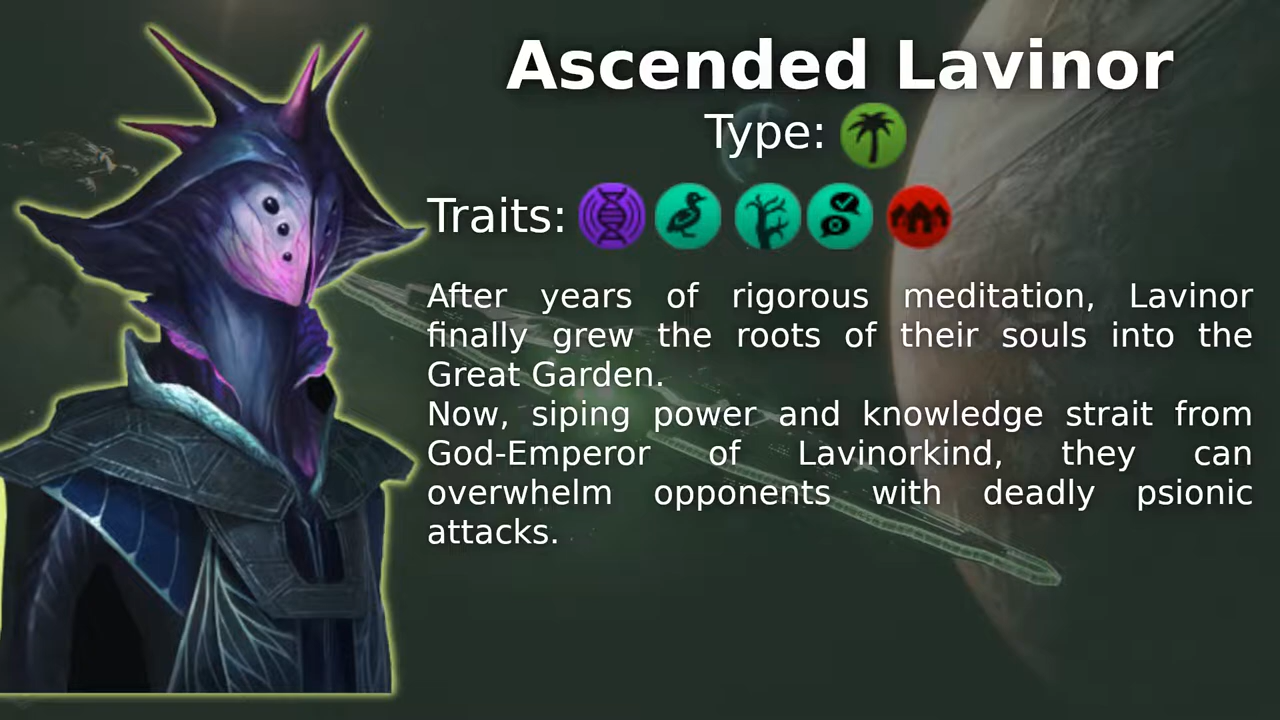 Ascended Lavinor
Type:
Traits:
After years of rigorous meditation, Lavinor
finally grew the roots of their souls into the
Great Garden.
Now, siping power and knowledge strait from
God-Emperor of Lavinorkind, they can
overwhelm opponents with deadly psionic
attacks.